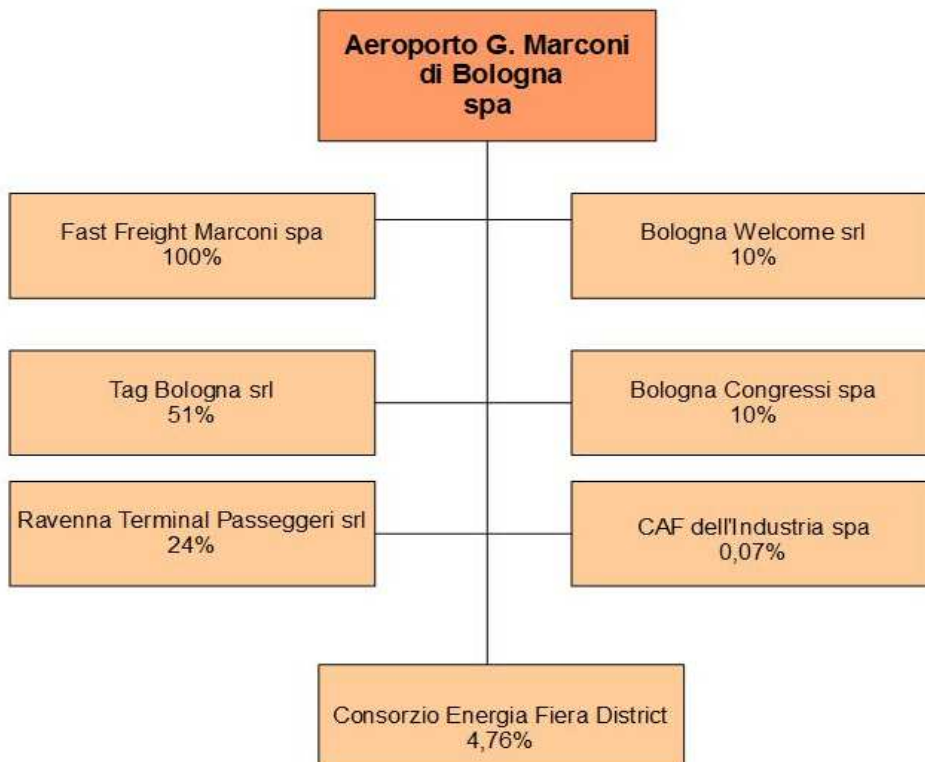 Aeroporto G. Marconi
di Bologna
spa
Fast Freight Marconi spa
100%
Bologna Welcome srl
10%
Tag Bologna srl
51%
Bologna Congressi spa
10%
Ravenna Terminal Passeggeri srl
24%
CAF dell'Industria spa
0,07%
Consorzio Energia Fiera District
4,76%